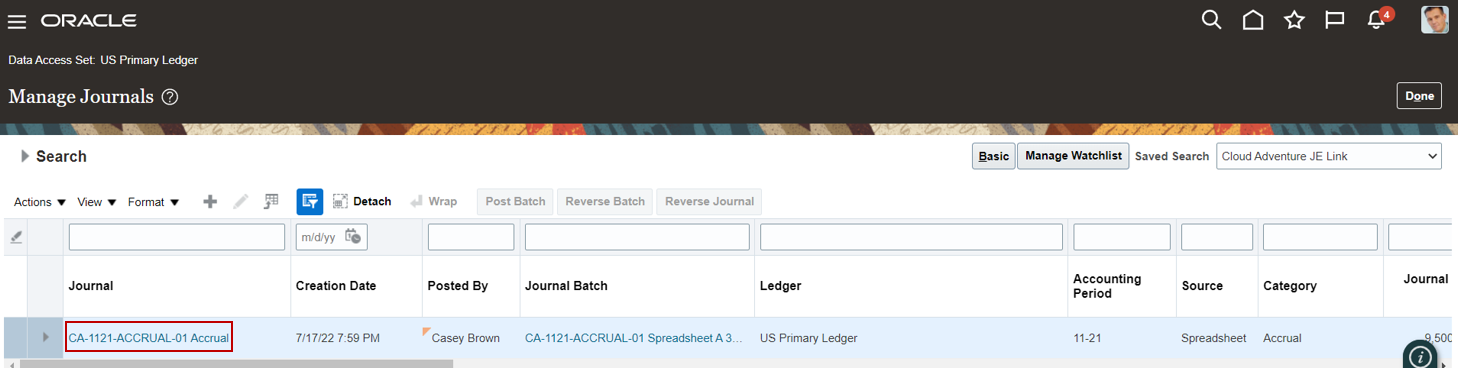 ORACLE
4
Data Access Set: US Primary Ledger
Manage Journals ?
Done
Search
Basic Manage Watchlist Saved Search Cloud Adventure JE Link
Actions View Format Detach Wrap Post Batch Reverse Batch Reverse Journal
m/d/yy
Journal Creation Date Posted By Journal Batch Ledger Accounting Period Source Category Journal
CA-1121-ACCRUAL-01 Accrual 7/17/22 7:59 PM Casey Brown CA-1121-ACCRUAL-01 Spreadsheet A 3... US Primary Ledger 11-21 Spreadsheet Accrual 9,500